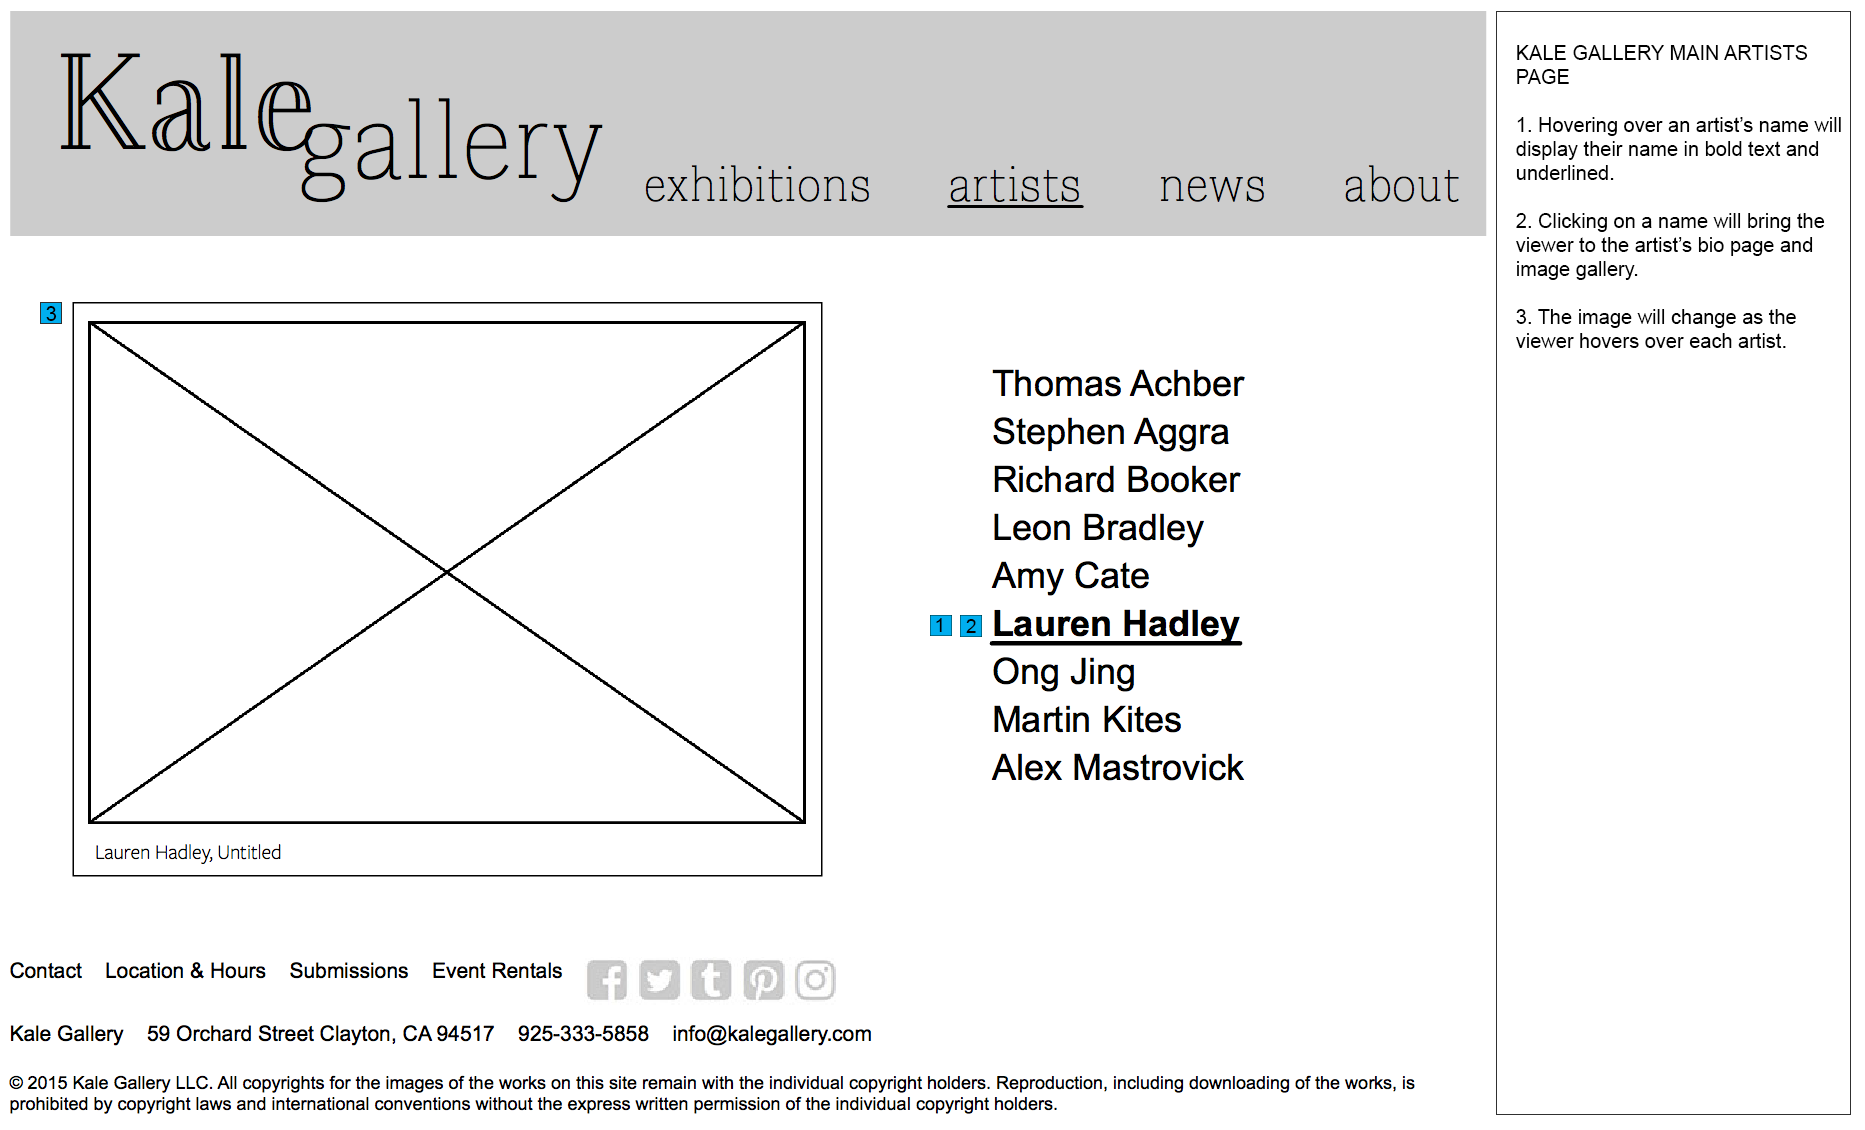 Kale gallery
exhibitions artists news about
3
Thomas Achber
Stephen Aggra
Richard Booker
Leon Bradley
Amy Cate
1 2 Lauren Hadley
Ong Jing
Martin Kites
Alex Mastrovick
Lauren Hadley, Untitled
Contact Location & Hours Submissions Event Rentals
Kale Gallery 59 Orchard Street Clayton, CA 94517 925-333-5858 info@kalegallery.com
© 2015 Kale Gallery LLC. All copyrights for the images of the works on this site remain with the individual copyright holders. Reproduction, including downloading of the works, is
prohibited by copyright laws and international conventions without the express written permission of the individual copyright holders.
KALE GALLERY MAIN ARTISTS
PAGE
1. Hovering over an artist’s name will
display their name in bold text and
underlined.
2. Clicking on a name will bring the
viewer to the artist’s bio page and
image gallery.
3. The image will change as the
viewer hovers over each artist.